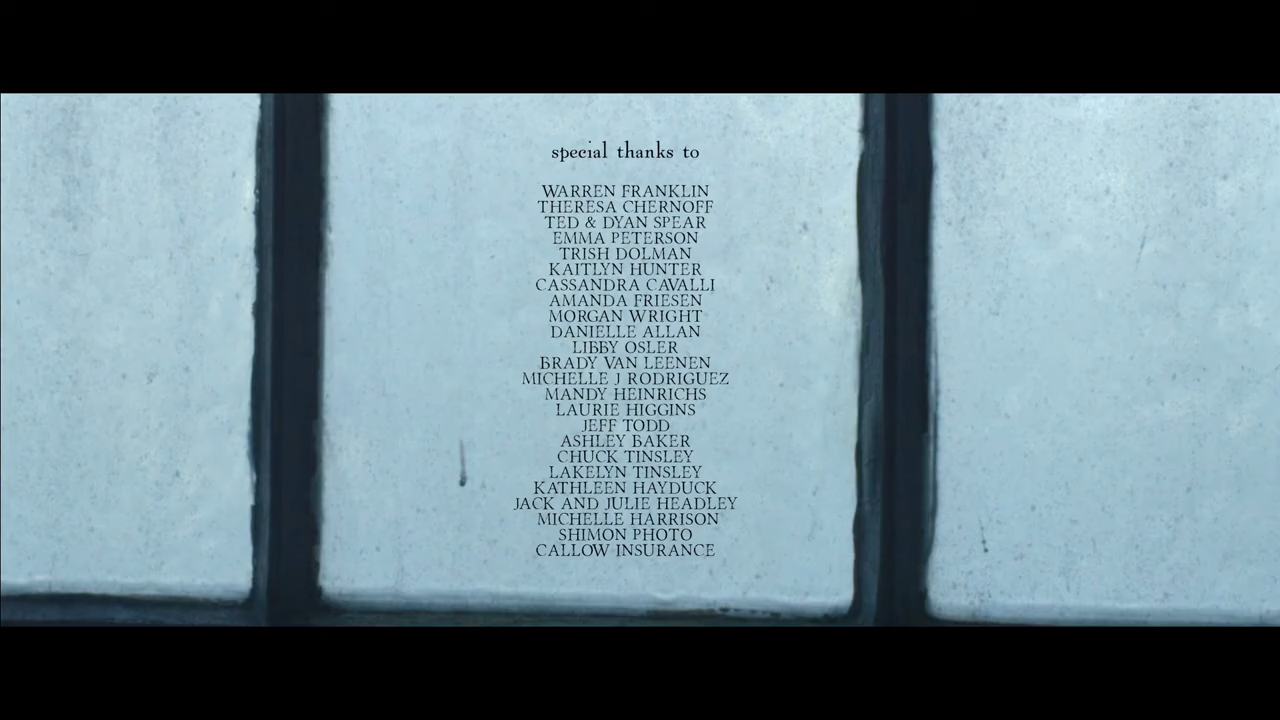 special thanks to
WARREN FRANKLIN
THERESA CHERNOFF
TED & DYAN SPEAR
EMMA PETERSON
TRISH DOLMAN
KAITLYN HUNTER
CASSANDRA CAVALLI
AMANDA FRIESEN
MORGAN WRIGHT
DANIELLE ALLAN
LIBBY OSLER
BRADY VAN LEENEN
MICHELLE J RODRIGUEZ
MANDY HEINRICHS
LAURIE HIGGINS
JEFF TODD
ASHLEY BAKER
CHUCK TINSLEY
LAKELYN TINSLEY
KATHLEEN HAYDUCK
JACK AND JULIE HEADLEY
MICHELLE HARRISON
SHIMON PHOTO
CALLOW INSURANCE